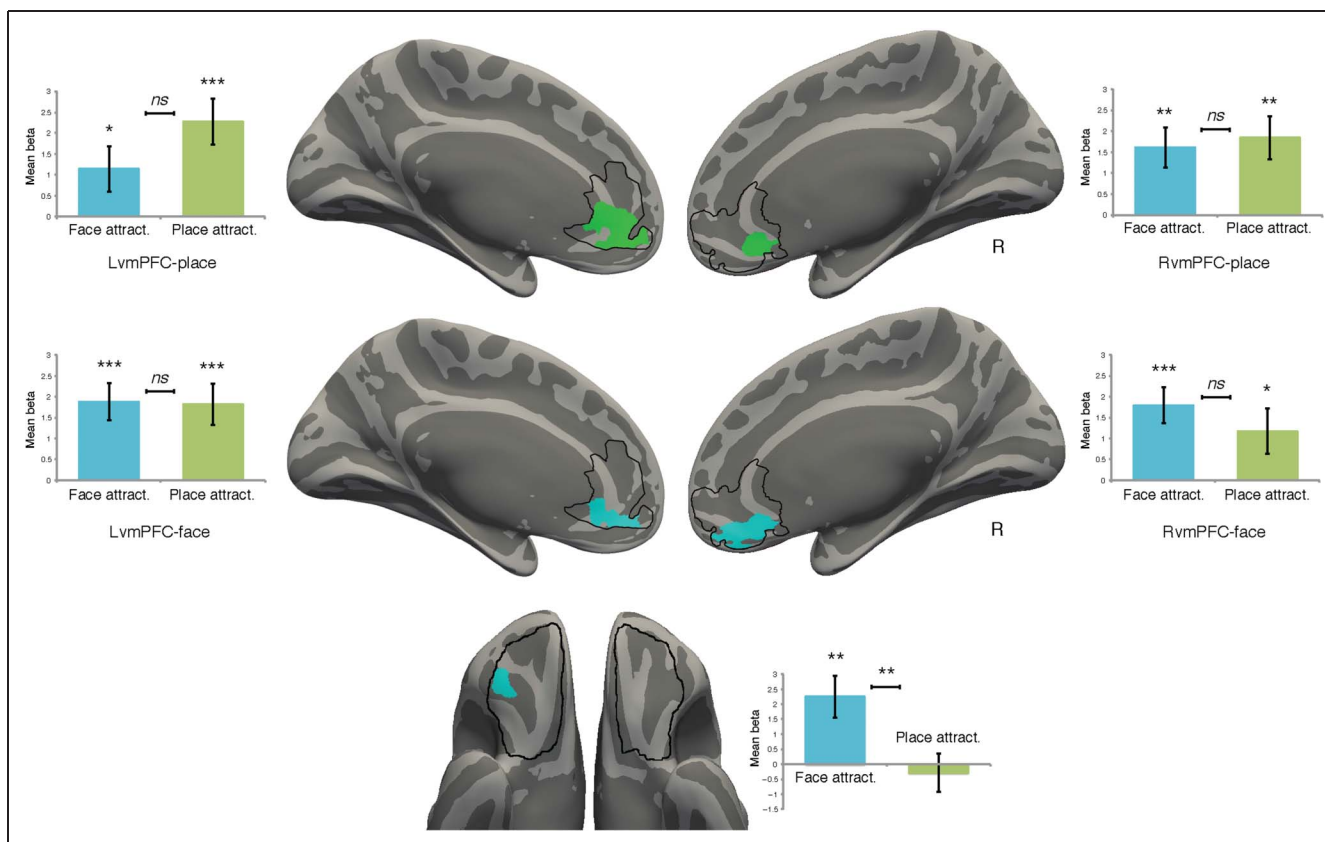 ***
ns
*
3
2.5
2
1.5
1
0.5
0
Mean beta
Face attract. Place attract.
LvmPFC-place
R
**
ns
**
3
2.5
2
1.5
1
0.5
0
Mean beta
Face attract. Place attract.
RvmPFC-place
***
ns
***
3
2.5
2
1.5
1
0.5
0
Mean beta
Face attract. Place attract.
LvmPFC-face
R
***
ns
*
3
2.5
2
1.5
1
0.5
0
Mean beta
Face attract. Place attract.
RvmPFC-face
**
**
3
2.5
2
1.5
1
0.5
0
−0.5
−1
−1.5
Mean beta
Place attract.
Face attract.